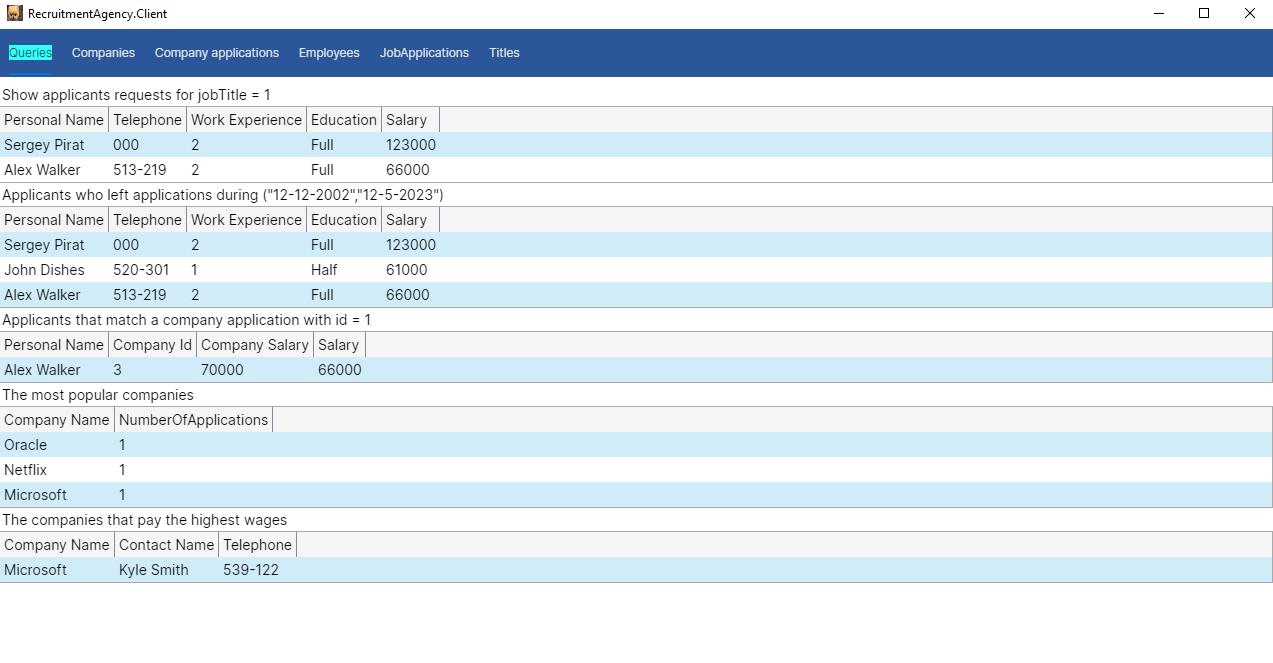 RecruitmentAgency.Client
Queries Companies Company applications Employees JobApplications Titles
Show applicants requests for jobTitle = 1
Personal Name Telephone Work Experience Education Salary
Sergey Pirat 000 2 Full 123000
Alex Walker 513-219 2 Full 66000
Applicants who left applications during ("12-12-2002","12-5-2023")
Personal Name Telephone Work Experience Education Salary
Sergey Pirat 000 2 Full 123000
John Dishes 520-301 1 Half 61000
Alex Walker 513-219 2 Full 66000
Applicants that match a company application with id = 1
Personal Name Company Id Company Salary Salary
Alex Walker 3 70000 66000
The most popular companies
Company Name NumberOfApplications
Oracle 1
Netflix 1
Microsoft 1
The companies that pay the highest wages
Company Name Contact Name Telephone
Microsoft Kyle Smith 539-122